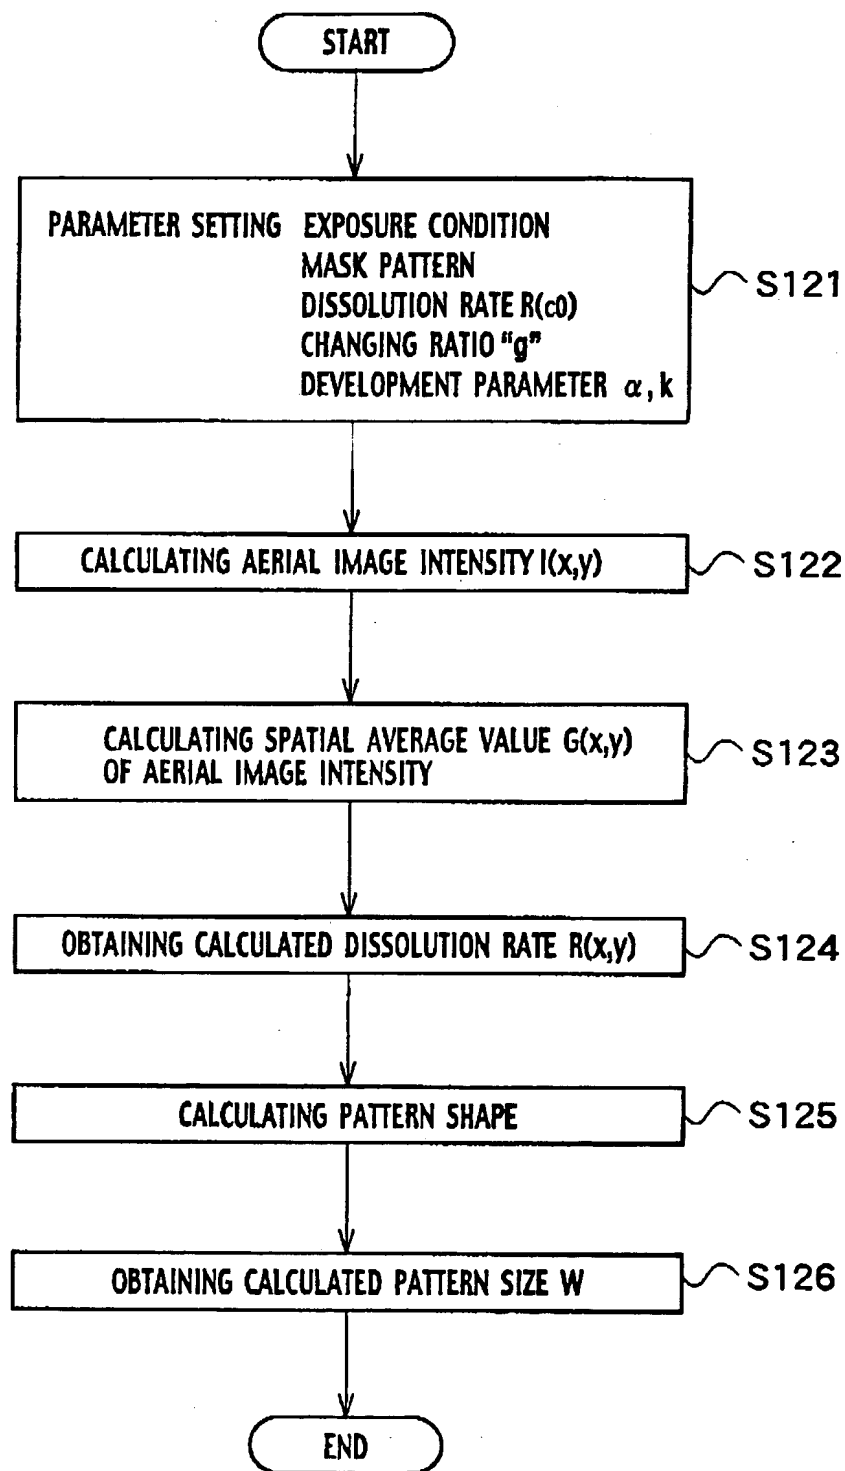 START
PARAMETER SETTING EXPOSURE CONDITION
MASK PATTERN
DISSOLUTION RATE R(c0)
CHANGING RATIO "g"
DEVELOPMENT PARAMETER α, k
S121
CALCULATING AERIAL IMAGE INTENSITY I(x,y)
S122
CALCULATING SPATIAL AVERAGE VALUE G(x,y)
OF AERIAL IMAGE INTENSITY
S123
OBTAINING CALCULATED DISSOLUTION RATE R(x,y)
S124
CALCULATING PATTERN SHAPE
S125
OBTAINING CALCULATED PATTERN SIZE W
S126
END